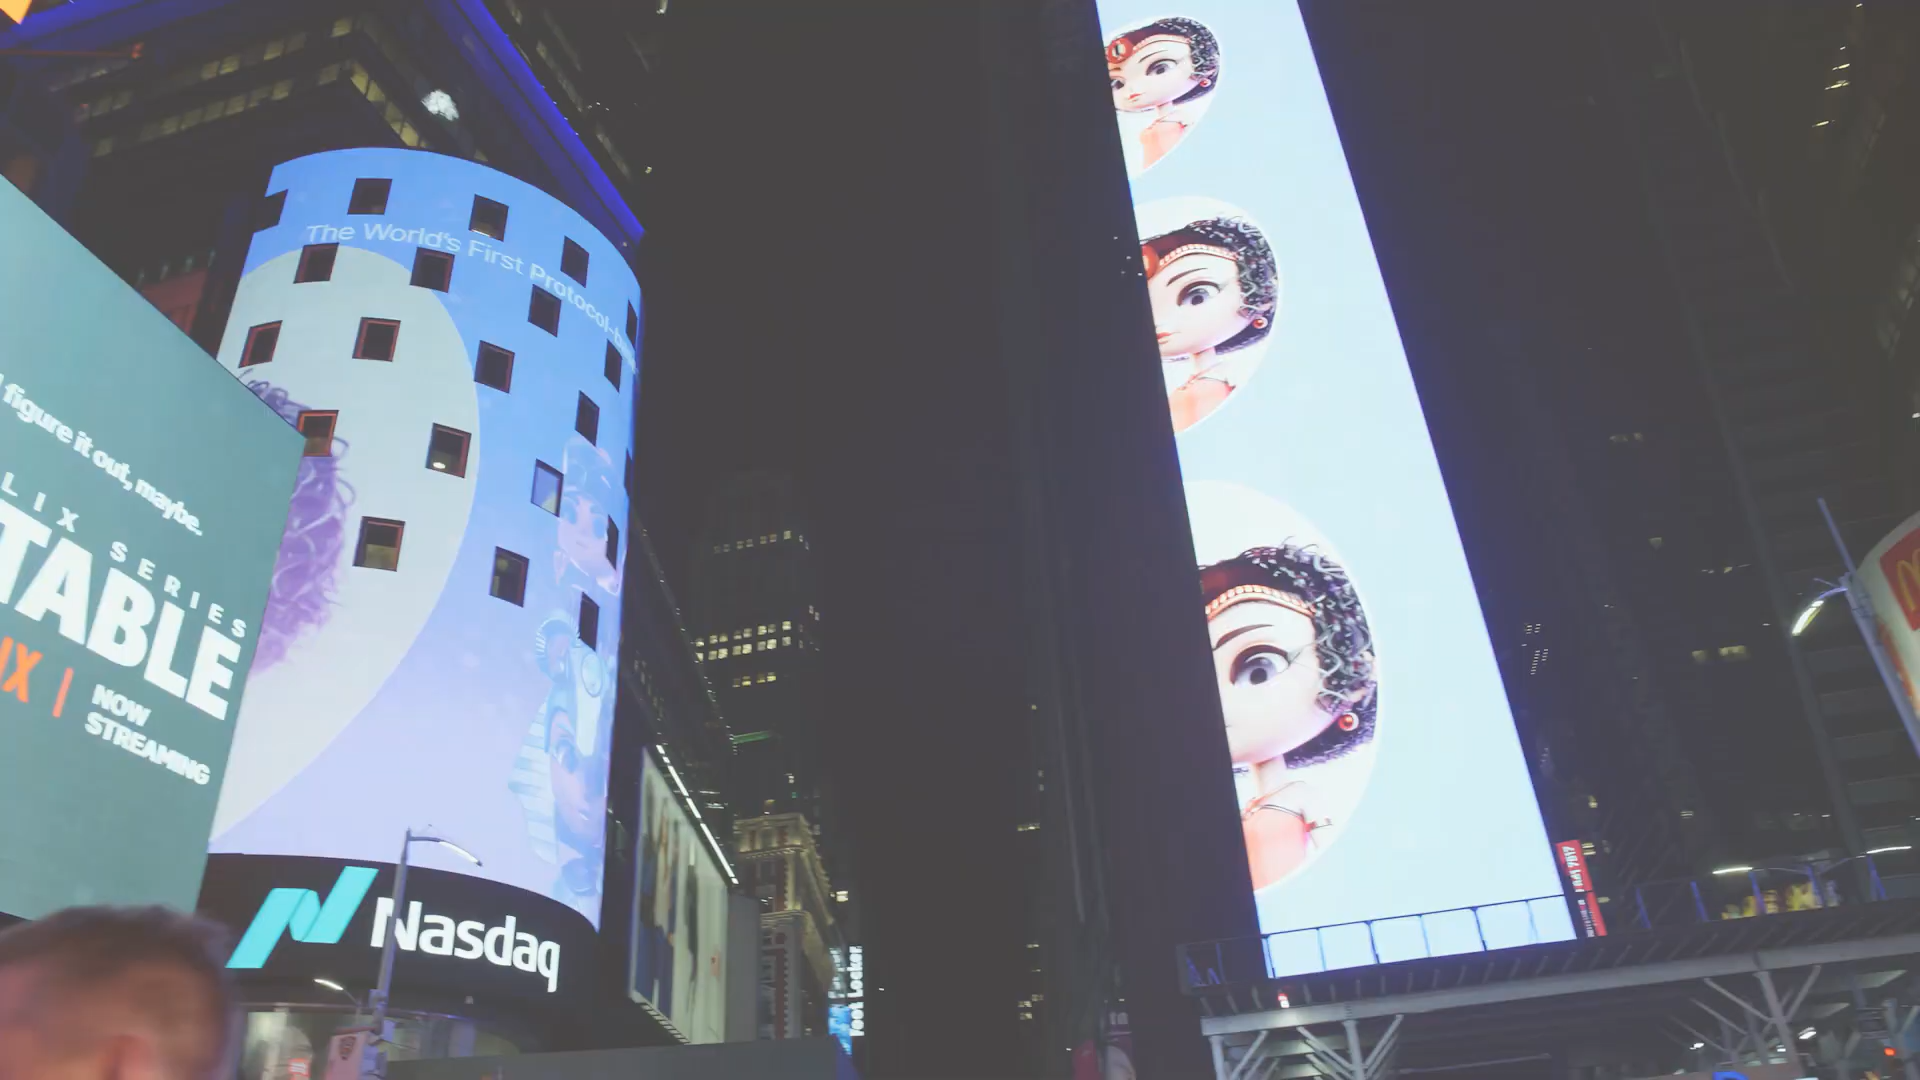 The World's First Protocol-b
figure it out, maybe.
LIX SERIES
TABLE
IX | NOW
STREAMING
Nasdaq
Foot Locker